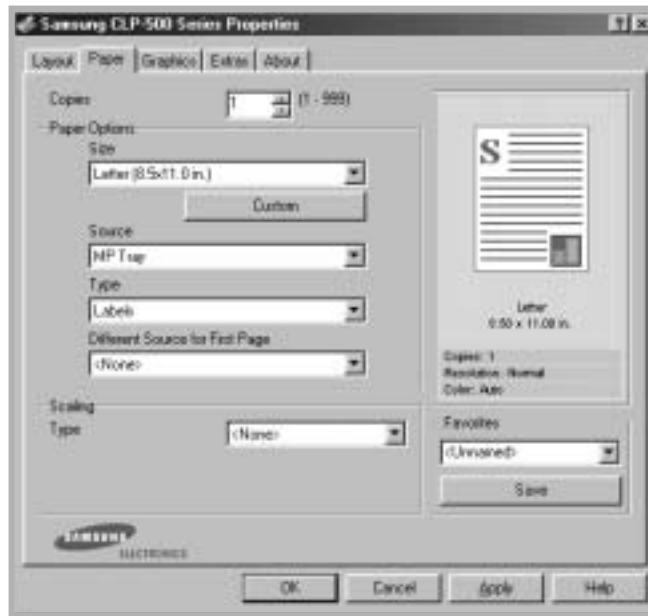 Samsung CLP-500 Series Properties
Layout Paper Graphics Extras About
Copies 1 (1 - 999)
Paper Options
Size
Letter (8.5x11.0 in.)
Custom
Source
MP Tray
Type
Labels
Different Source for First Page
<None>
Scaling
Type <None>
S
Letter
8.50 x 11.00 in.
Copies: 1
Resolution: Normal
Color: Auto
Favorites
<Unnamed>
Save
SAMSUNG
ELECTRONICS
OK Cancel Apply Help